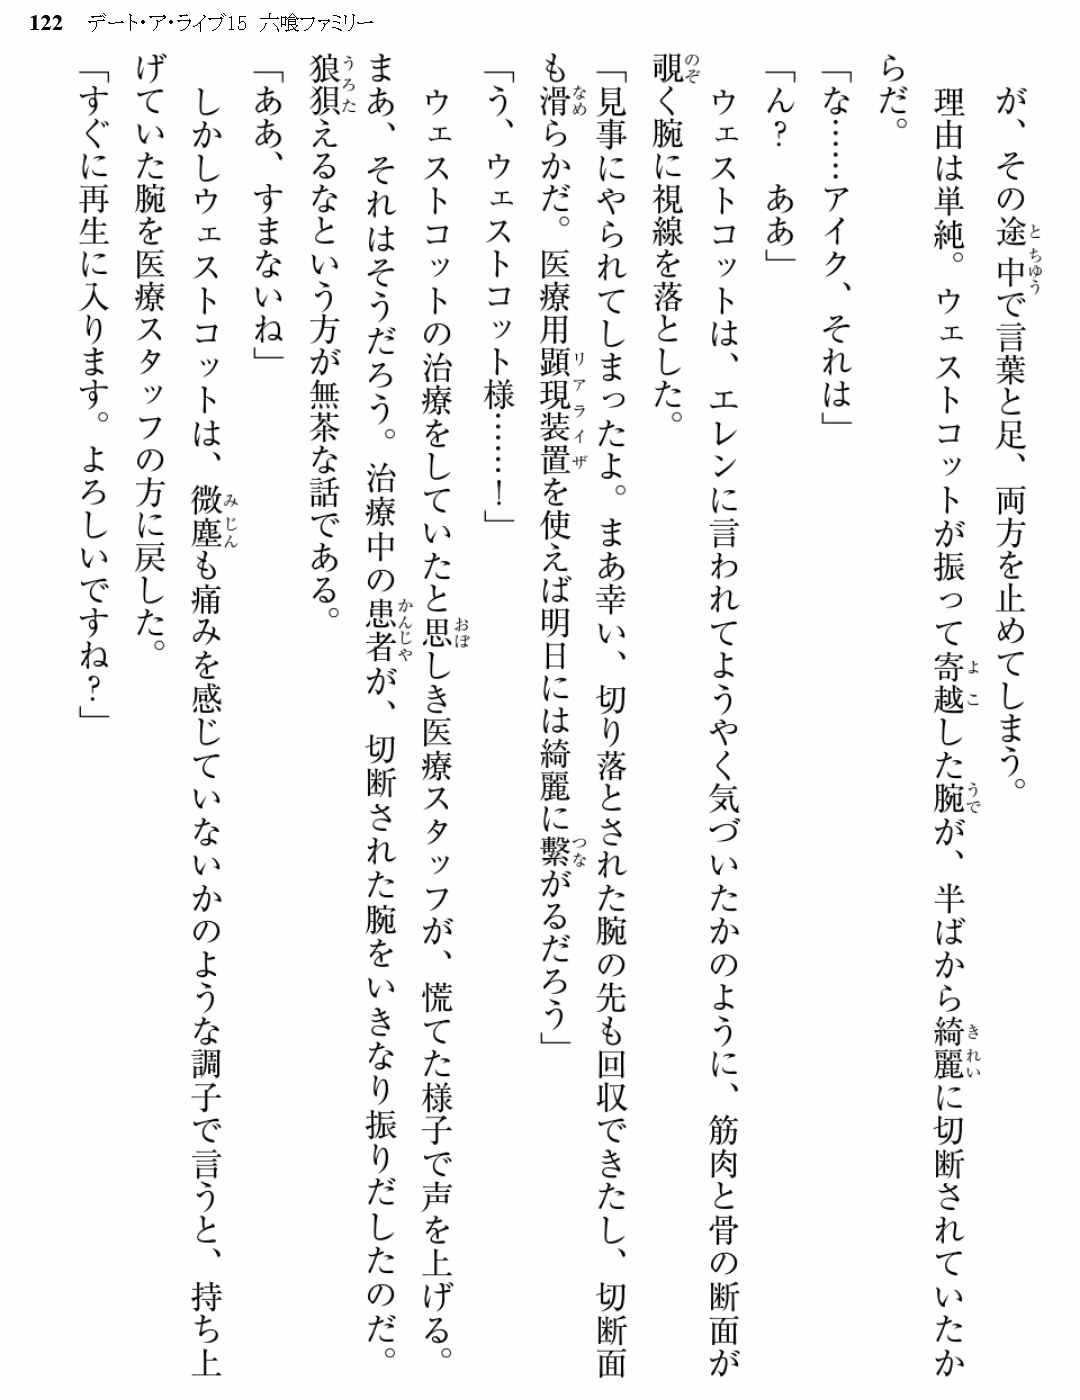 122 デート・ア・ライブ15 六喰ファミリー
が、その途中で言葉と足、両方を止めてしまう。
理由は単純。ウェストコットが振って寄越した腕が、半ばから綺麗に切断されていたか
らだ。
「な……アイク、それは」
「ん？　ああ」
ウェストコットは、エレンに言われてようやく気づいたかのように、筋肉と骨の断面が
覗く腕に視線を落とした。
「見事にやられてしまったよ。まあ幸い、切り落とされた腕の先も回収できたし、切断面
も滑らかだ。医療用顕現装置を使えば明日には綺麗に繋がるだろう」
「う、ウェストコット様……！」
ウェストコットの治療をしていたと思しき医療スタッフが、慌てた様子で声を上げる。
まあ、それはそうだろう。治療中の患者が、切断された腕をいきなり振りだしたのだ。
狼狽えるなという方が無茶な話である。
「ああ、すまないね」
しかしウェストコットは、微塵も痛みを感じていないかのような調子で言うと、持ち上
げていた腕を医療スタッフの方に戻した。
「すぐに再生に入ります。よろしいですね？」